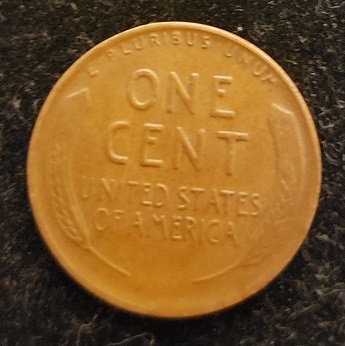 E PLURIBUS UNUM
ONE
CENT
UNITED STATES
OF AMERICA